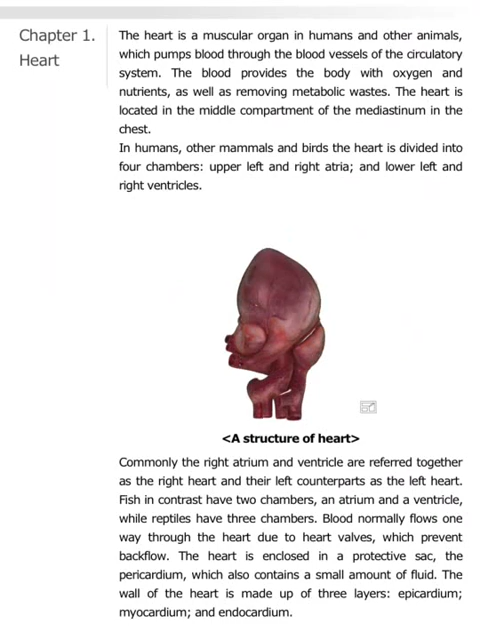 Chapter 1.
Heart
The heart is a muscular organ in humans and other animals,
which pumps blood through the blood vessels of the circulatory
system. The blood provides the body with oxygen and
nutrients, as well as removing metabolic wastes. The heart is
located in the middle compartment of the mediastinum in the
chest.
In humans, other mammals and birds the heart is divided into
four chambers: upper left and right atria; and lower left and
right ventricles.
<A structure of heart>
Commonly the right atrium and ventricle are referred together
as the right heart and their left counterparts as the left heart.
Fish in contrast have two chambers, an atrium and a ventricle,
while reptiles have three chambers. Blood normally flows one
way through the heart due to heart valves, which prevent
backflow. The heart is enclosed in a protective sac, the
pericardium, which also contains a small amount of fluid. The
wall of the heart is made up of three layers: epicardium;
myocardium; and endocardium.